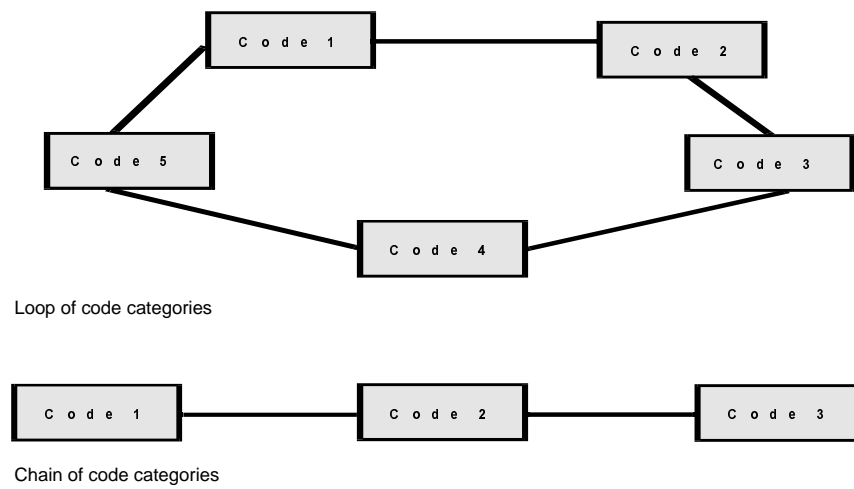 Code 1
Code 2
Code 5
Code 3
Code 4
Loop of code categories
Code 1
Code 2
Code 3
Chain of code categories